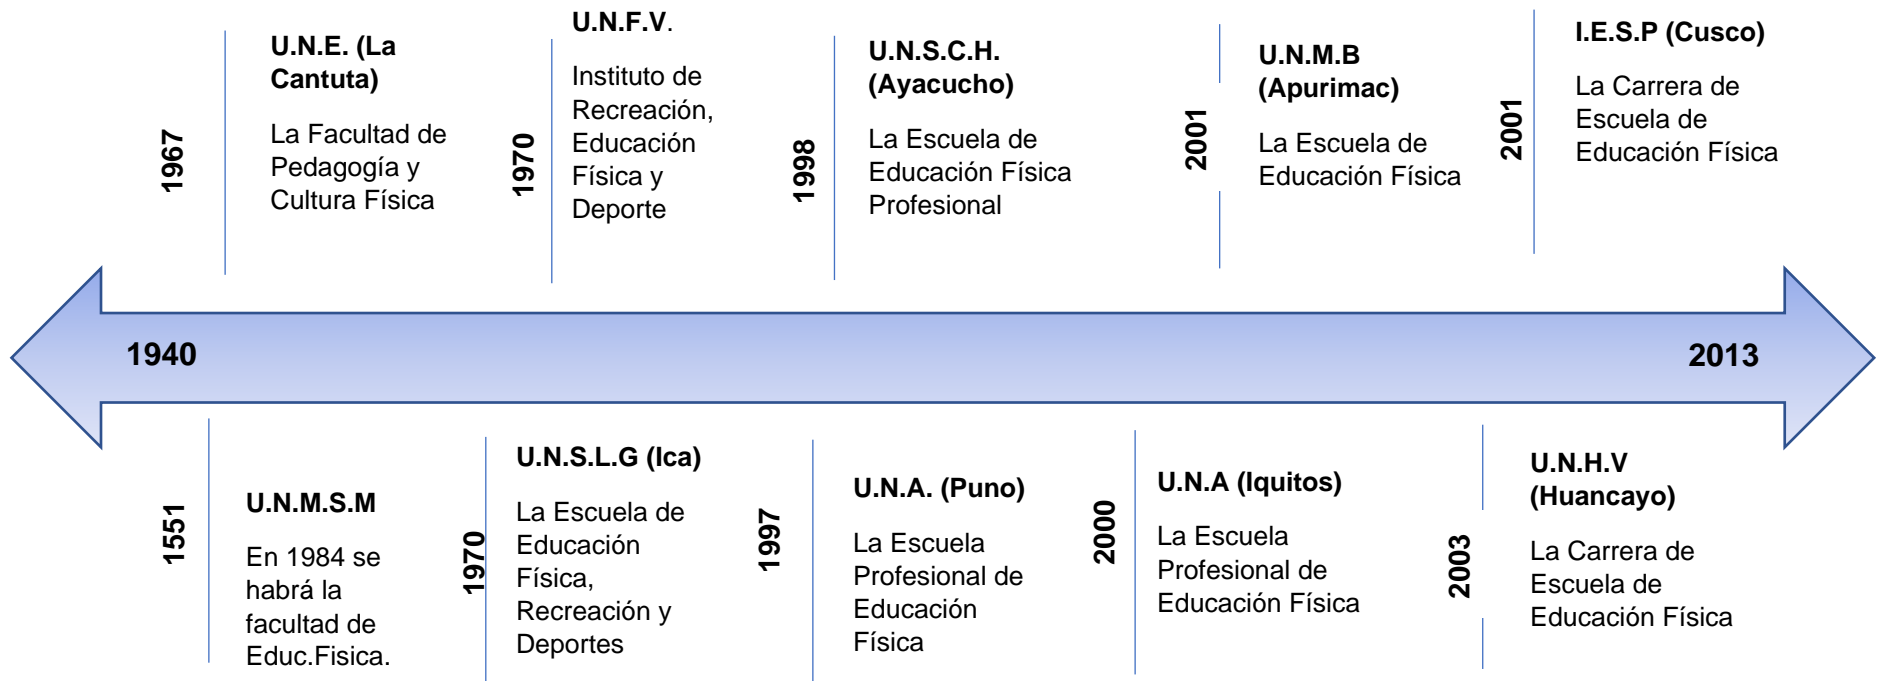 1967
U.N.E. (La
Cantuta)
La Facultad de
Pedagogía y
Cultura Física
1970
U.N.F.V.
Instituto de
Recreación,
Educación
Física y
Deporte
1998
U.N.S.C.H.
(Ayacucho)
La Escuela de
Educación Física
Profesional
2001
U.N.M.B
(Apurimac)
La Escuela de
Educación Física
2001
I.E.S.P (Cusco)
La Carrera de
Escuela de
Educación Física
1940
2013
1551
U.N.M.S.M
En 1984 se
habrá la
facultad de
Educ.Fisica.
1970
U.N.S.L.G (Ica)
La Escuela de
Educación
Física,
Recreación y
Deportes
1997
U.N.A. (Puno)
La Escuela
Profesional de
Educación
Física
2000
U.N.A (Iquitos)
La Escuela
Profesional de
Educación Física
2003
U.N.H.V
(Huancayo)
La Carrera de
Escuela de
Educación Física